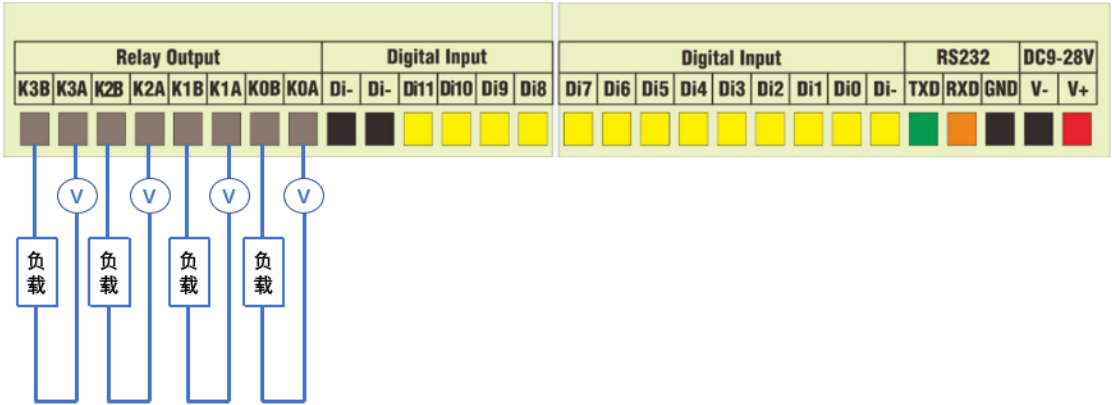 Relay Output Digital Input Digital Input RS232 DC9-28V
K3B K3A K2B K2A K1B K1A K0B K0A Di- Di- Di11 Di10 Di9 Di8 Di7 Di6 Di5 Di4 Di3 Di2 Di1 Di0 Di- TXD RXD GND V- V+
V V V V
负载 负载 负载 负载